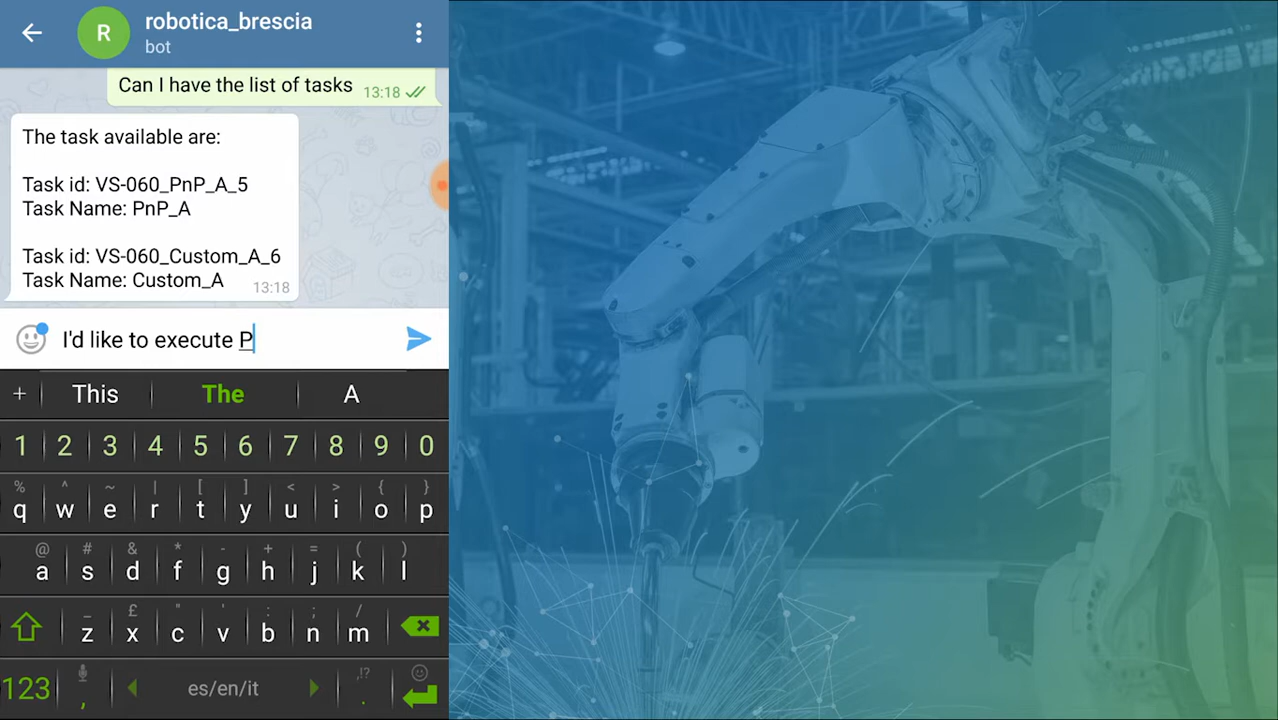 robotica_brescia
R
bot
Can I have the list of tasks
13:18
The task available are:
Task id: VS-060_PnP_A_5
Task Name: PnP_A
Task id: VS-060_Custom_A_6
Task Name: Custom_A
13:18
I'd like to execute P
+ This The A
1 2 3 4 5 6 7 8 9 0
% ^ ~ | [ ] < > { }
q w e r t y u i o p
@ # & * - + = ( )
a s d f g h j k l
_ £ " ' : ; /
z x c v b n m
,!?
123 , es/en/it .